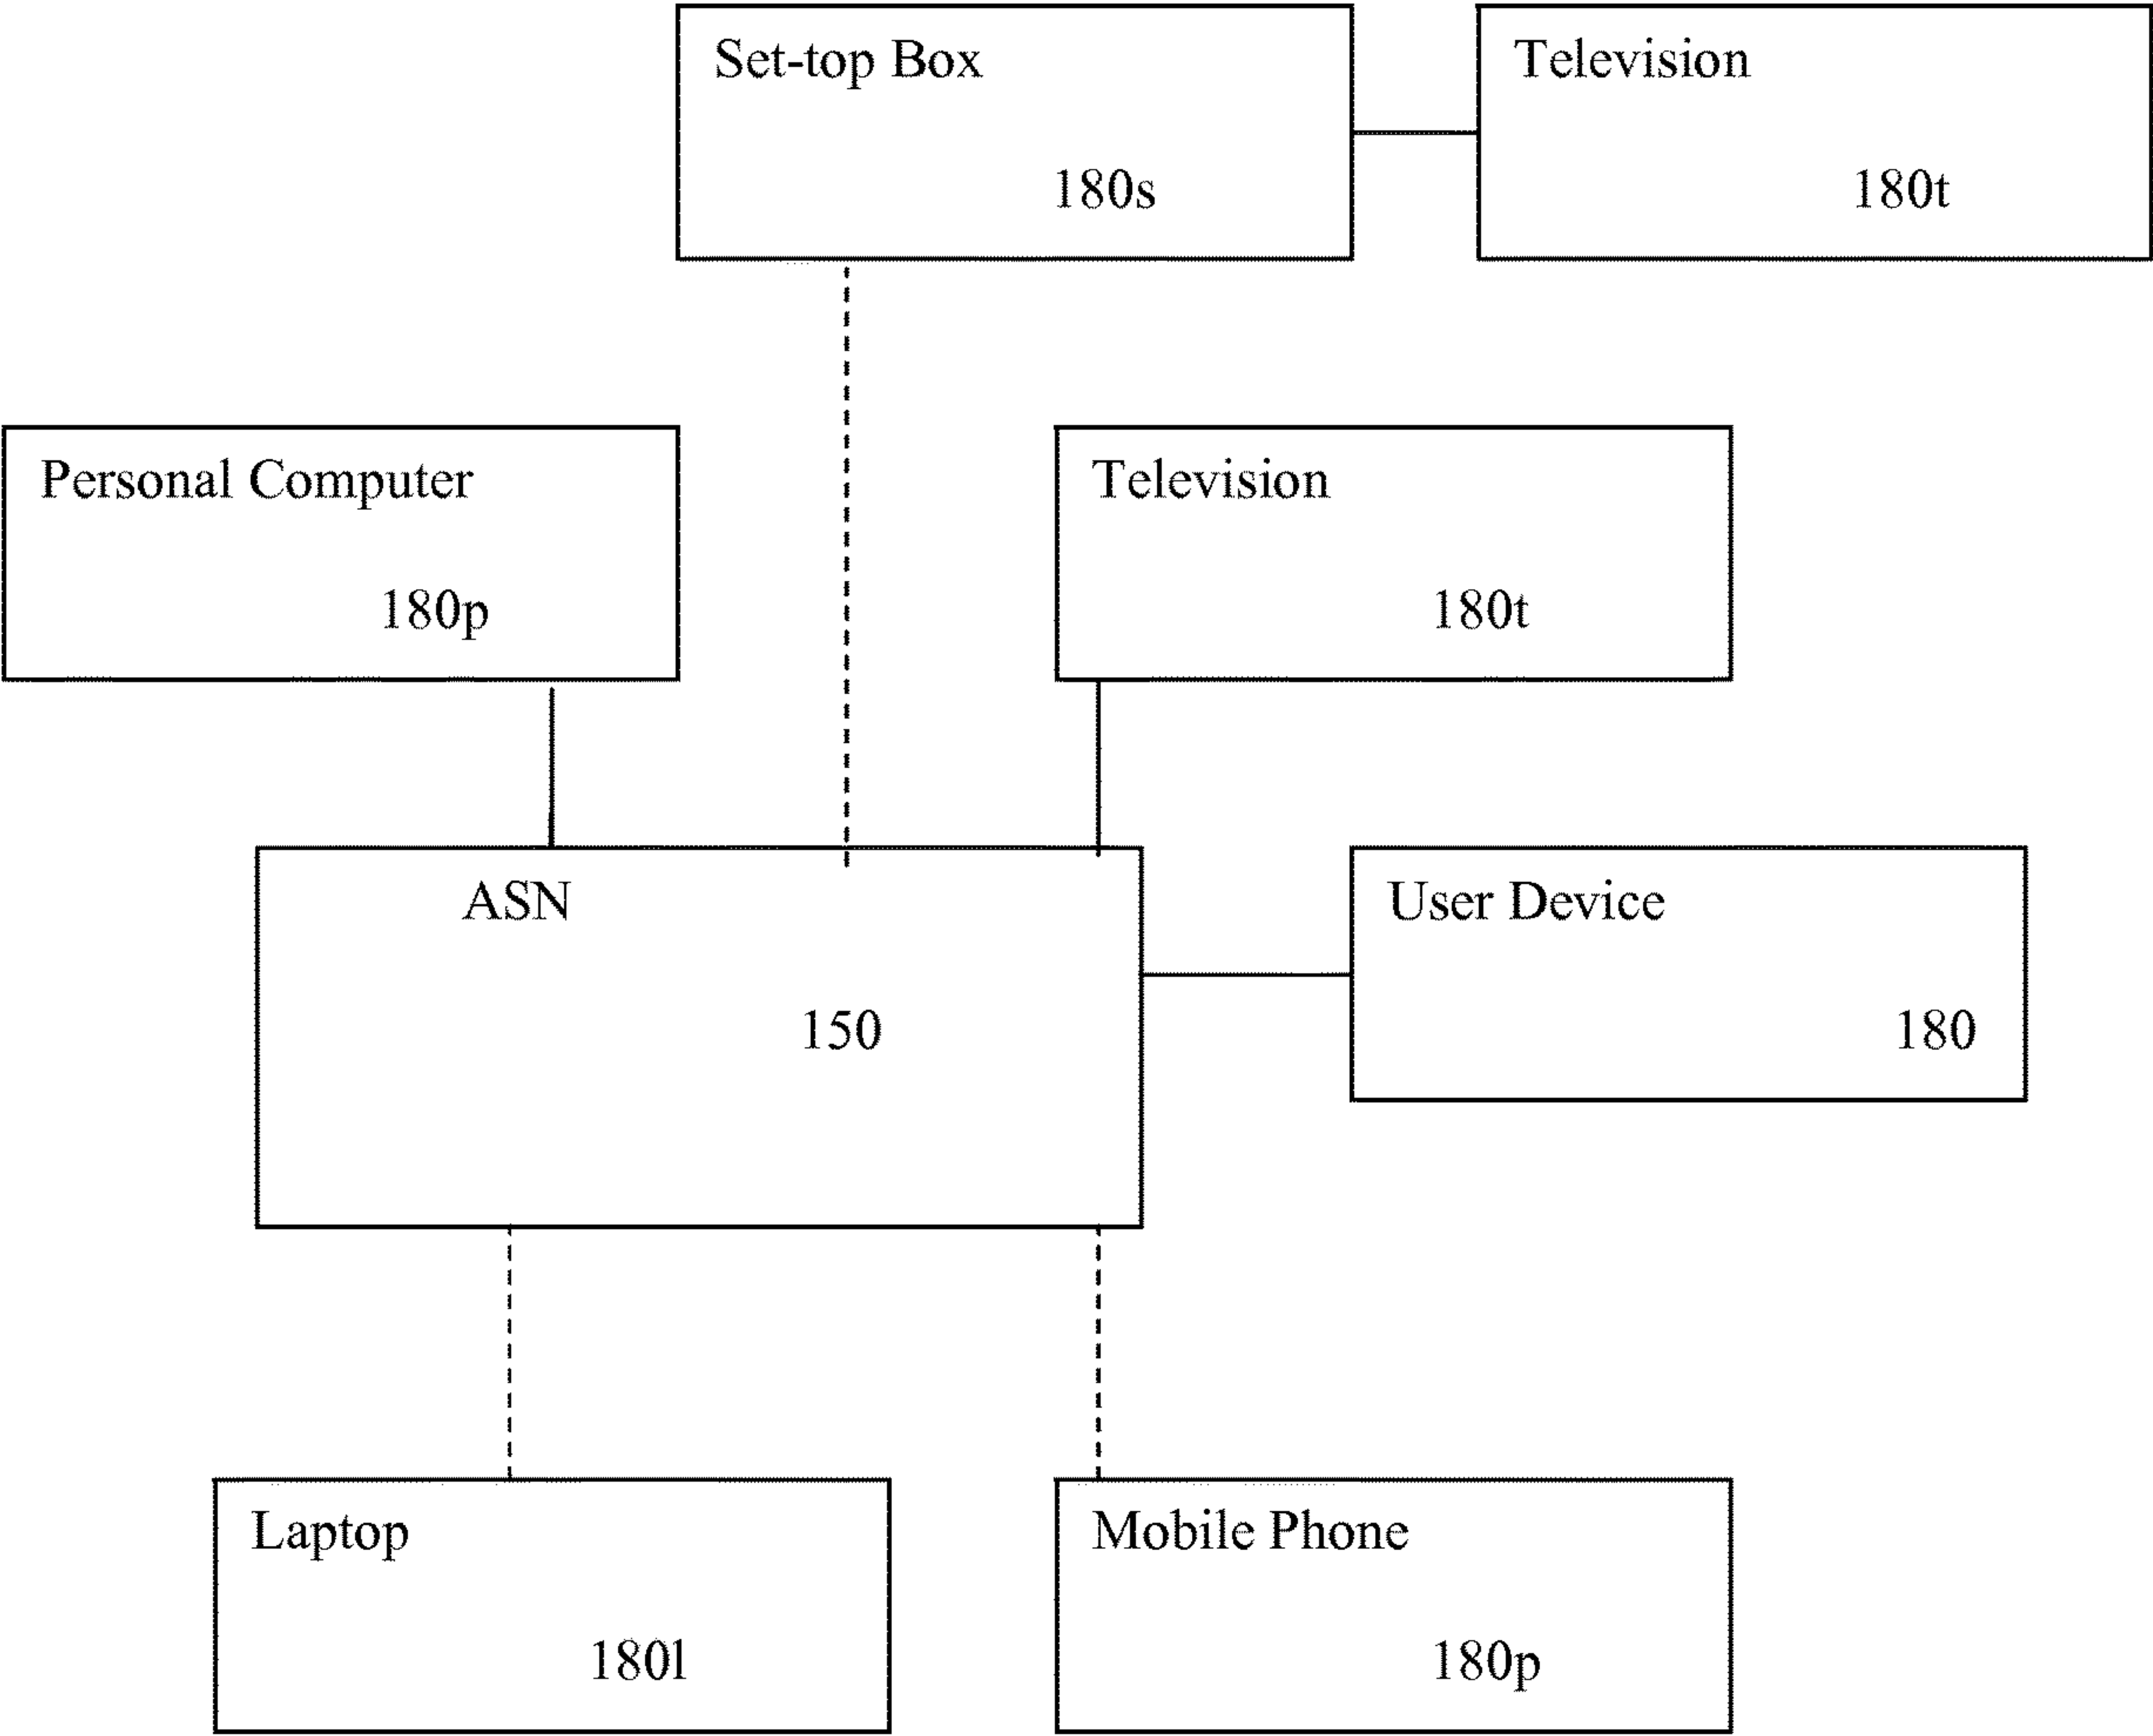 Set-top Box
180s
Television
180t
Personal Computer
180p
Television
180t
ASN
150
User Device
180
Laptop
180l
Mobile Phone
180p